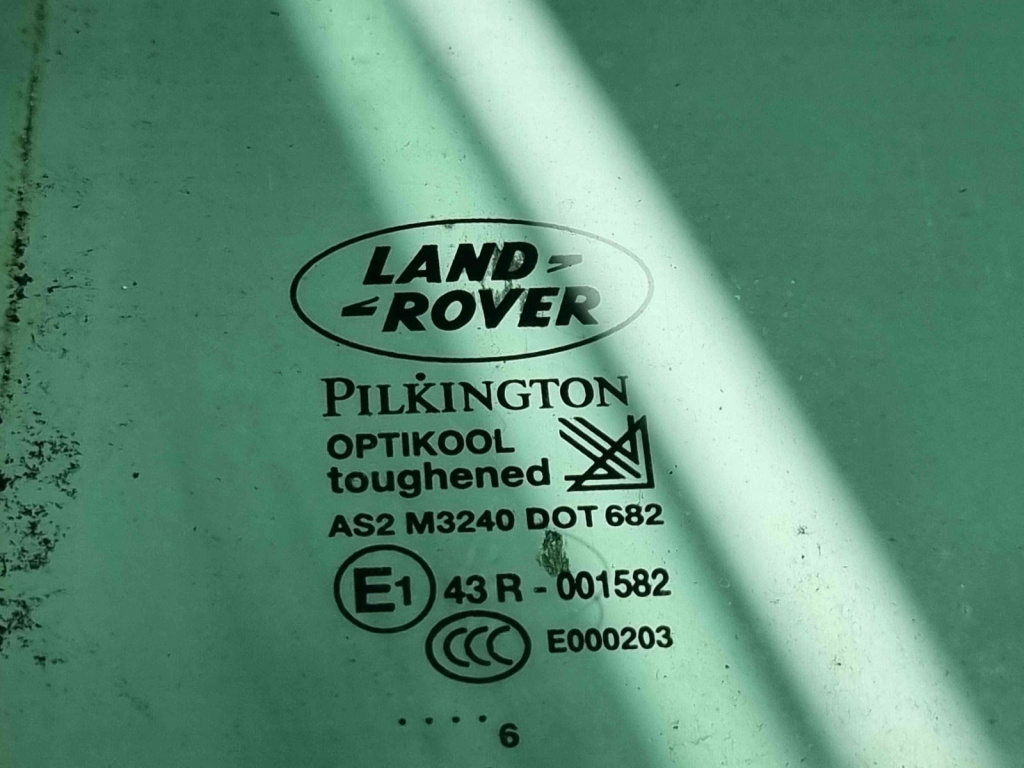 LAND
ROVER
PILKINGTON
OPTIKOOL
toughened
AS2 M3240 DOT 682
E1 43 R - 001582
CCC E000203
. . . . 6